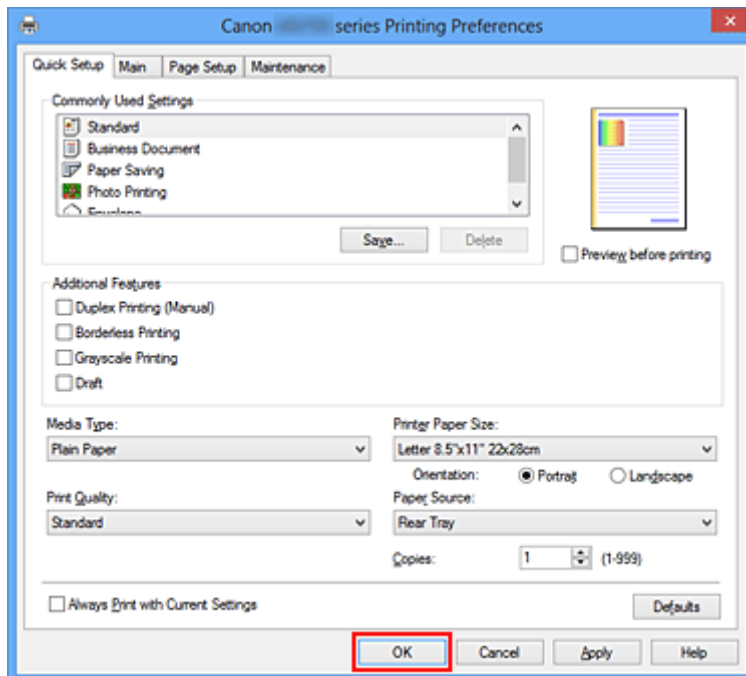 Canon series Printing Preferences
Quick Setup Main Page Setup Maintenance
Commonly Used Settings
Standard
Business Document
Paper Saving
Photo Printing
Envelope
Save... Delete
Preview before printing
Additional Features
Duplex Printing (Manual)
Borderless Printing
Grayscale Printing
Draft
Media Type:
Plain Paper
Printer Paper Size:
Letter 8.5"x11" 22x28cm
Orientation: Portrait Landscape
Print Quality:
Standard
Paper Source:
Rear Tray
Copies: 1 (1-999)
Always Print with Current Settings
Defaults
OK Cancel Apply Help